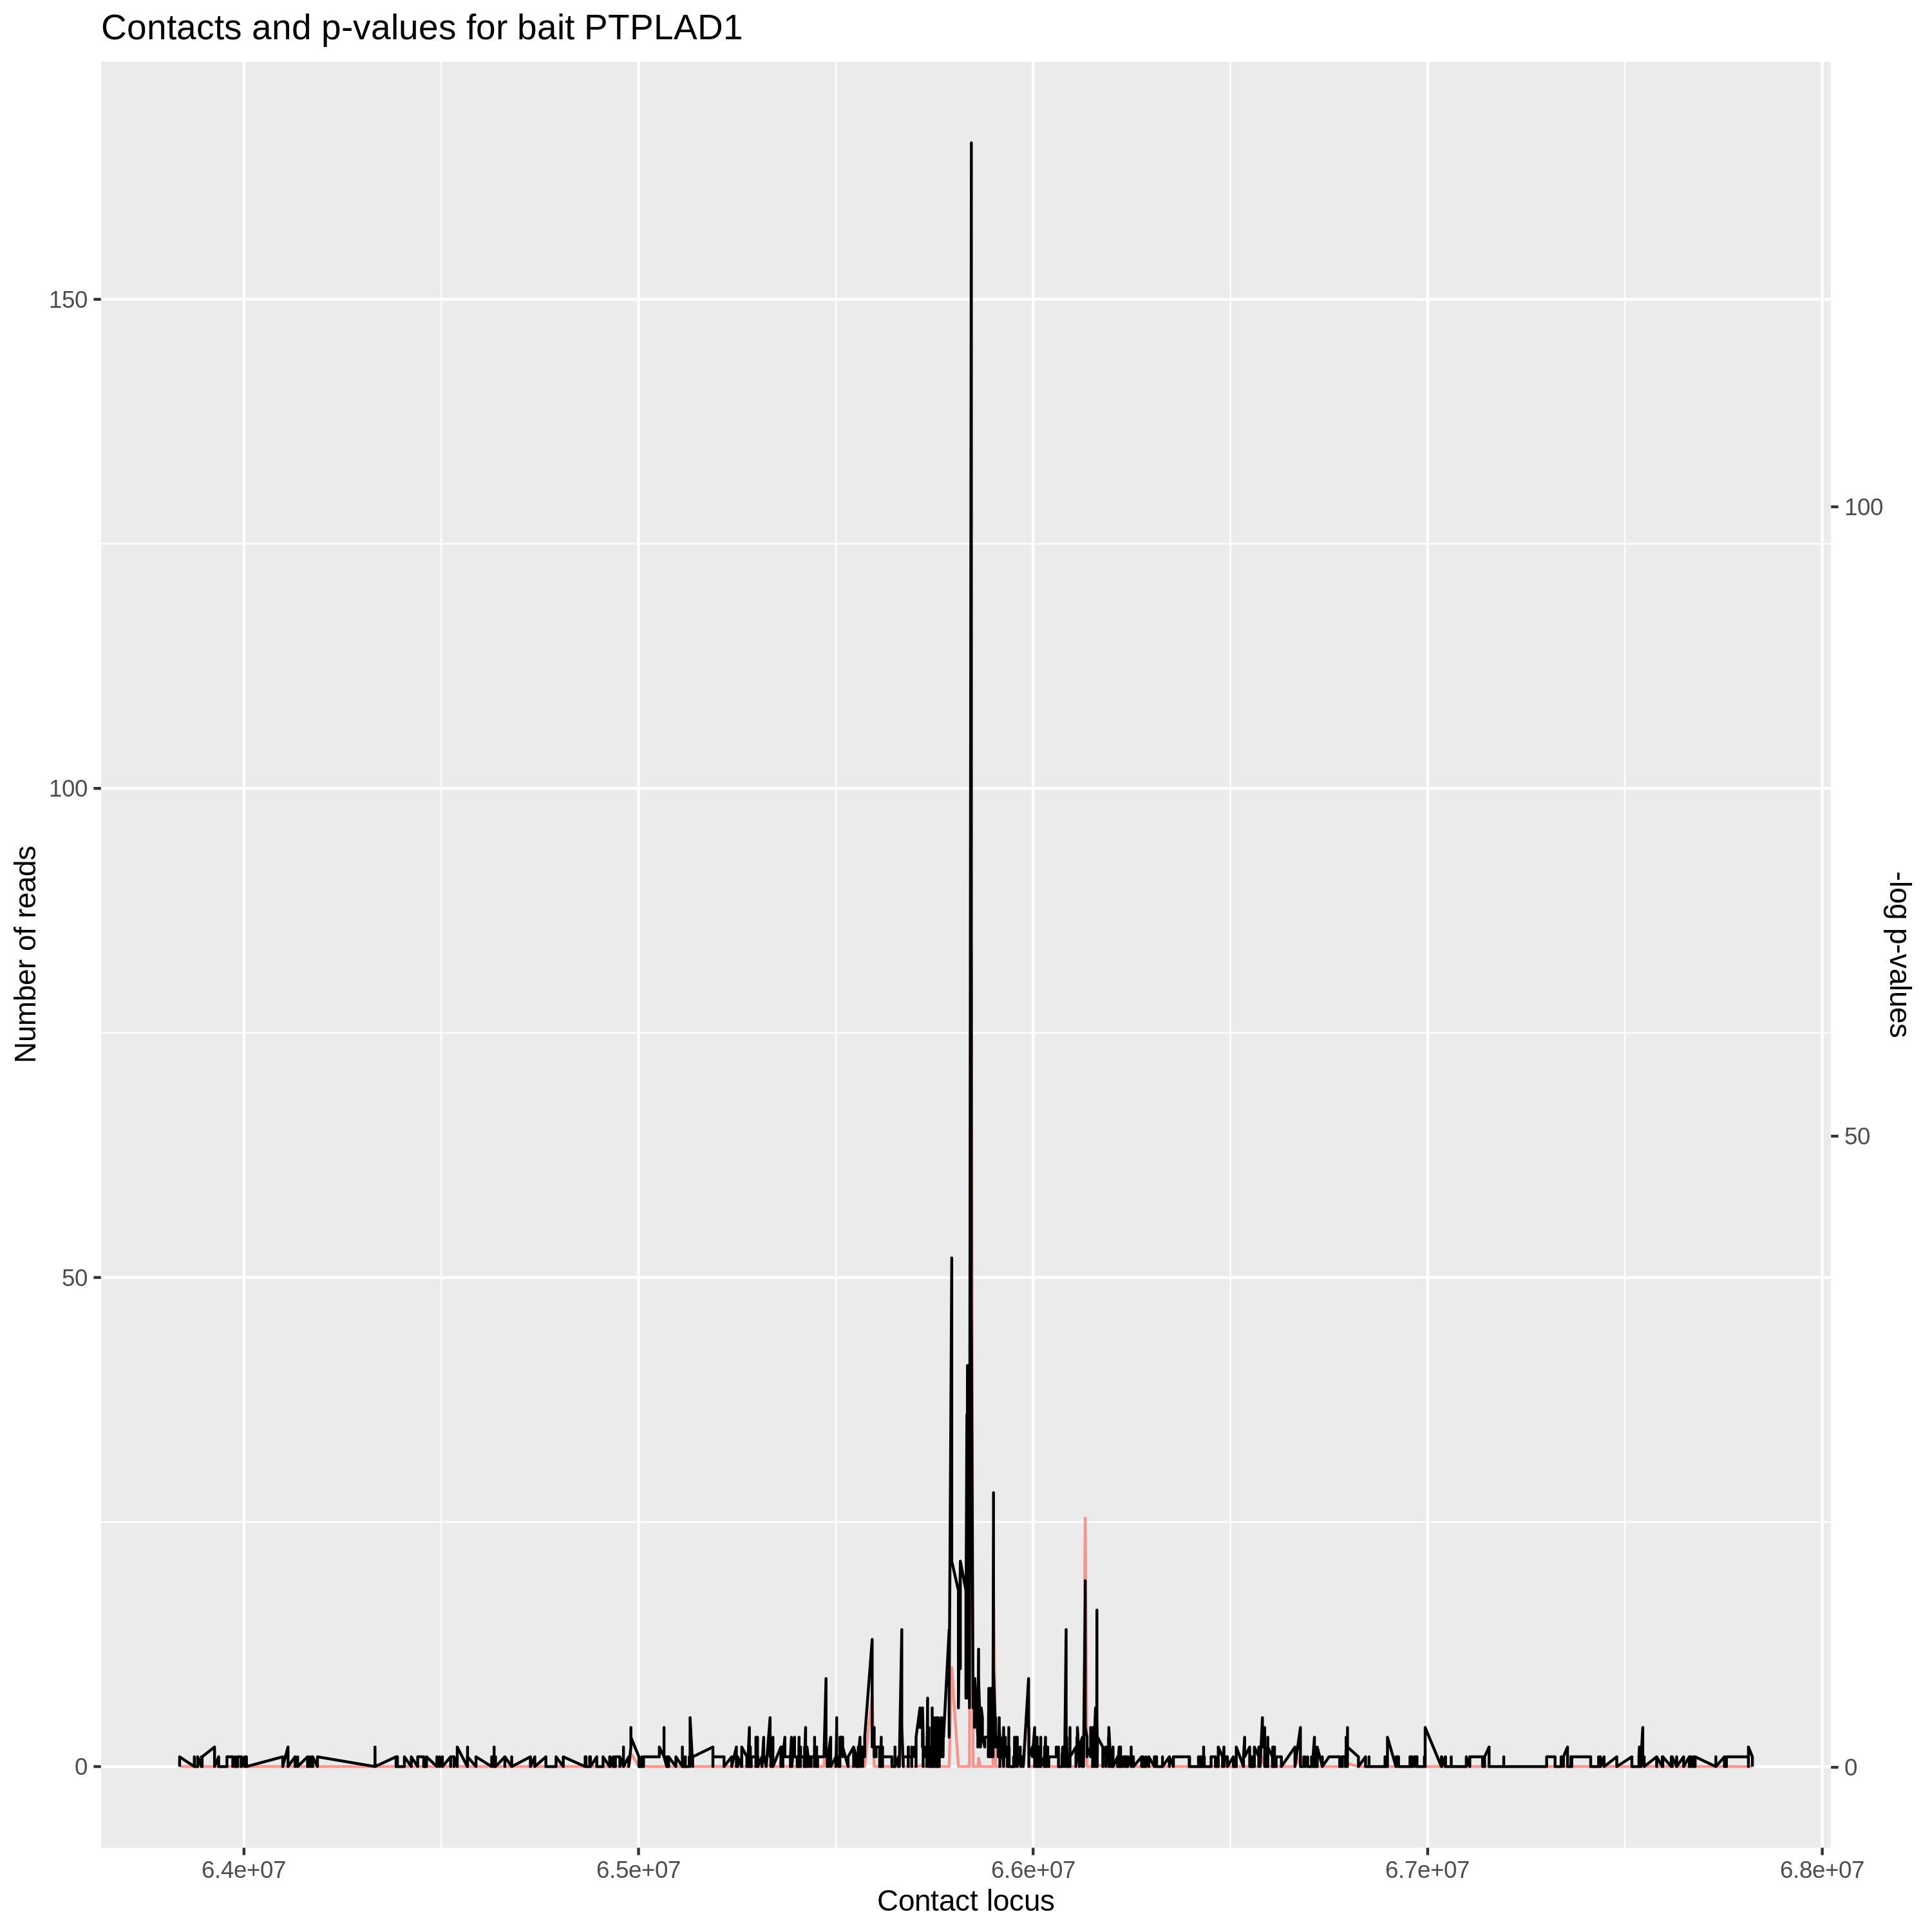 Contacts and p-values for bait PTPLAD1
150
100
50
0
Number of reads
100
50
0
-log p-values
6.4e+07
6.5e+07
6.6e+07
6.7e+07
6.8e+07
Contact locus